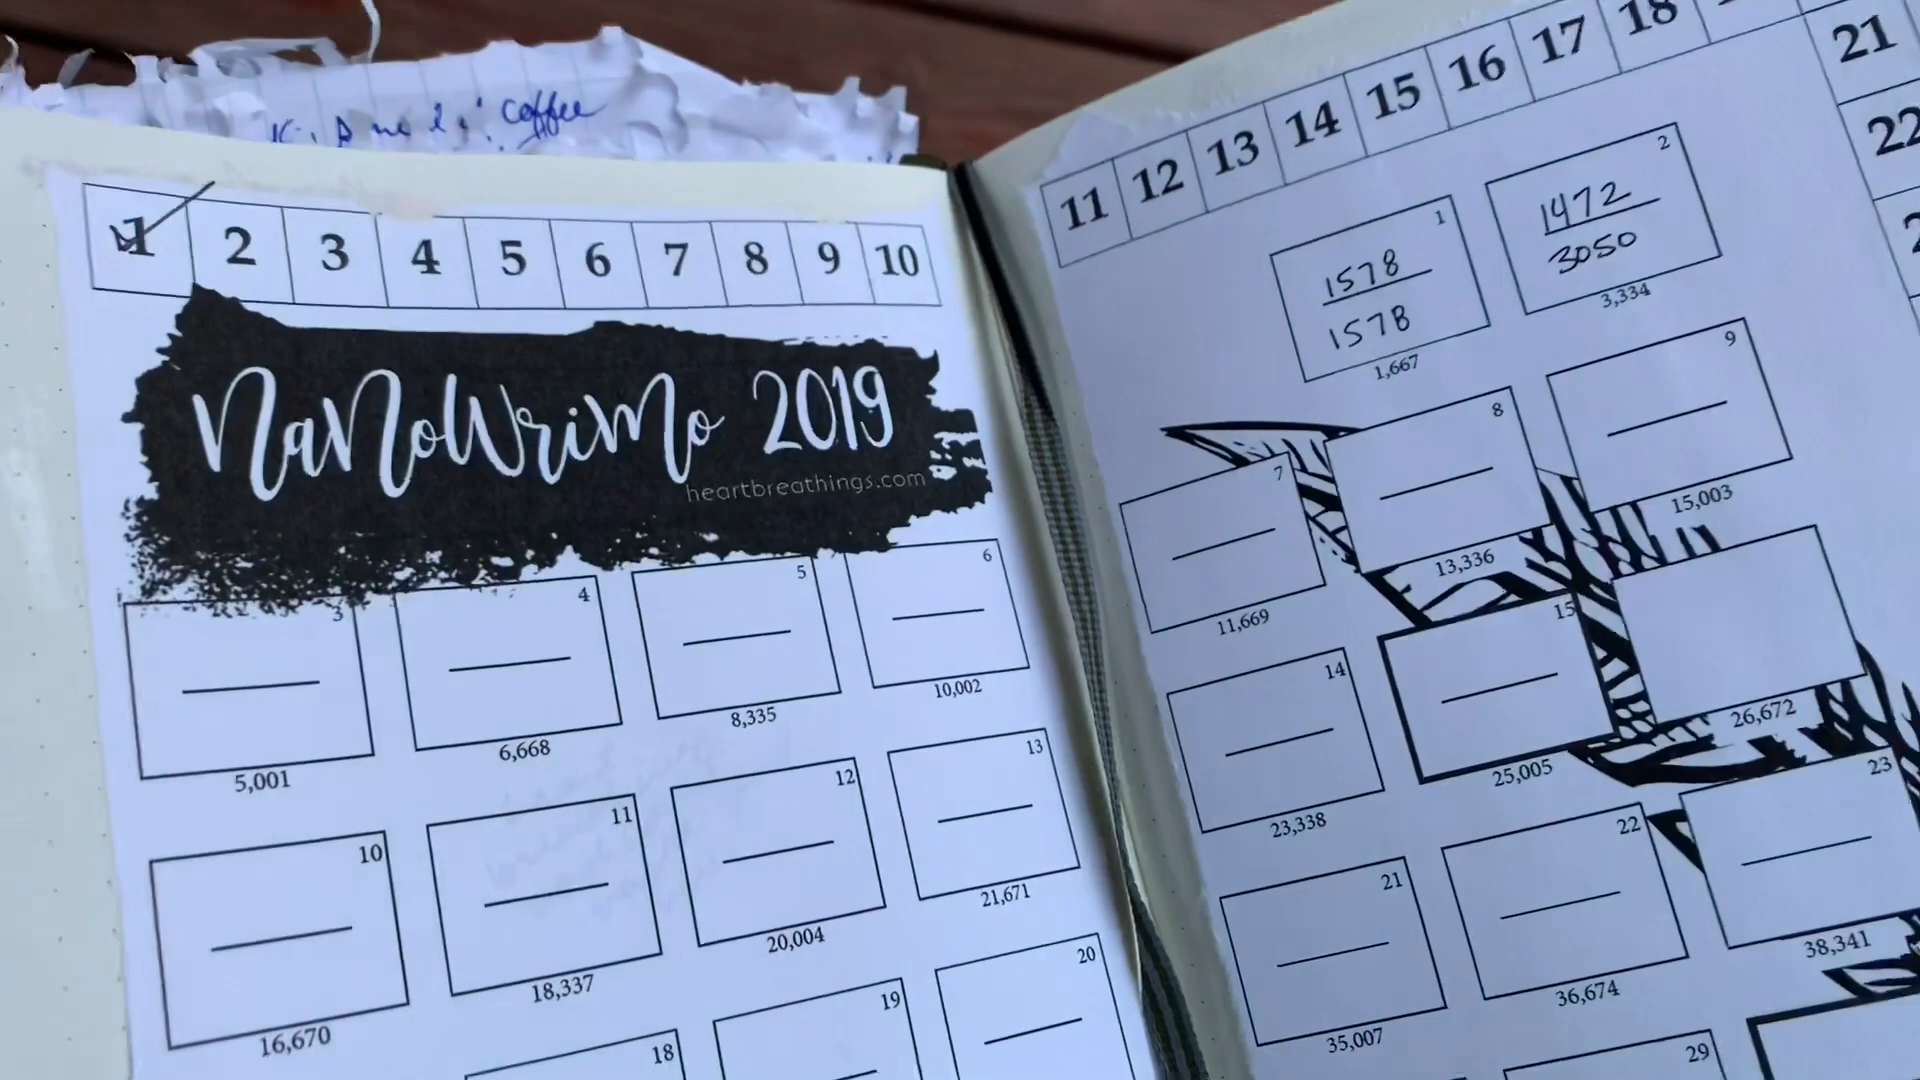 coffee
1 2 3 4 5 6 7 8 9 10
NaNoWriMo 2019
heartbreathings.com
3 4 5 6
5,001 6,668 8,335 10,002
10 11 12 13
16,670 18,337 20,004 21,671
18 19 20
11 12 13 14 15 16 17 18
21
22
1 2
1578 1472
1578 3050
1,667 3,334
7 8 9
11,669 13,336 15,003
14 15
23,338 25,005 26,672
21 22 23
35,007 36,674 38,341
29